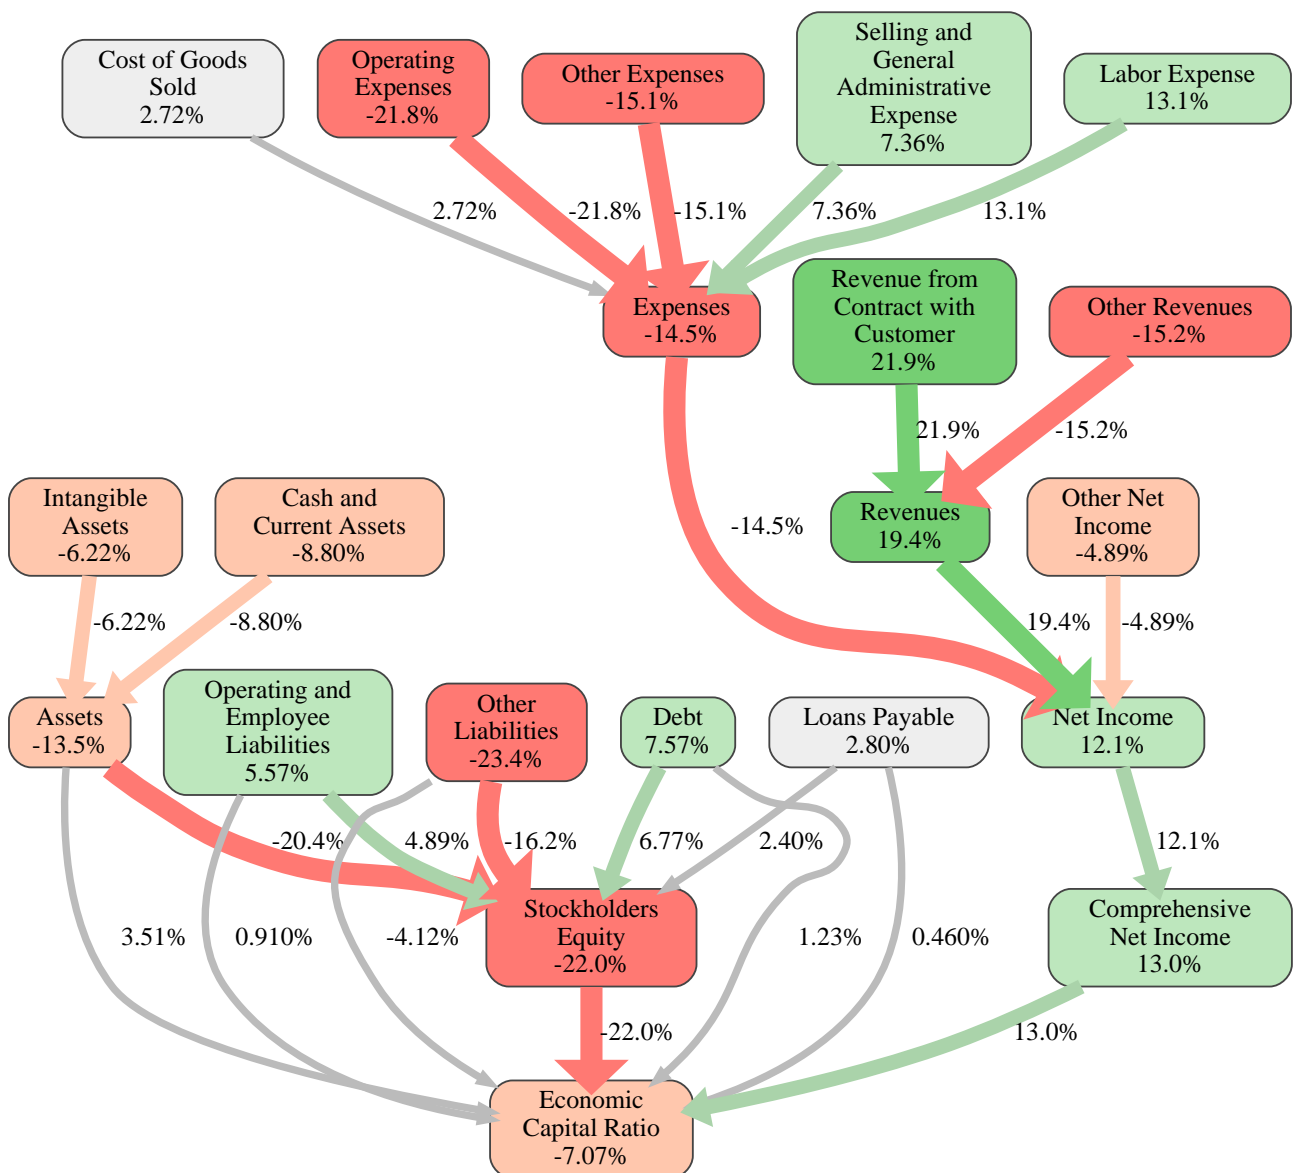 Cost of Goods
Sold
2.72%
Operating
Expenses
-21.8%
Other Expenses
-15.1%
Selling and
General
Administrative
Expense
7.36%
Labor Expense
13.1%
2.72%
-21.8%
-15.1%
7.36%
13.1%
Expenses
-14.5%
Revenue from
Contract with
Customer
21.9%
Other Revenues
-15.2%
21.9%
-15.2%
Intangible
Assets
-6.22%
Cash and
Current Assets
-8.80%
-14.5%
Revenues
19.4%
Other Net
Income
-4.89%
-6.22%
-8.80%
19.4%
-4.89%
Assets
-13.5%
Operating and
Employee
Liabilities
5.57%
Other
Liabilities
-23.4%
Debt
7.57%
Loans Payable
2.80%
Net Income
12.1%
-20.4%
4.89%
-16.2%
6.77%
2.40%
12.1%
3.51%
0.910%
-4.12%
Stockholders
Equity
-22.0%
1.23%
0.460%
Comprehensive
Net Income
13.0%
-22.0%
13.0%
Economic
Capital Ratio
-7.07%